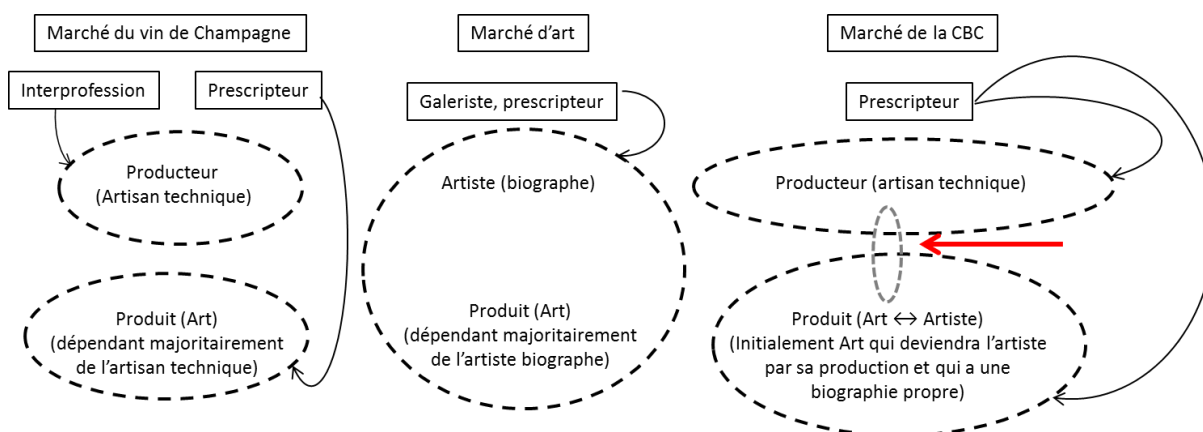 Marché du vin de Champagne
Interprofession
Prescripteur
Producteur
(Artisan technique)
Produit (Art)
(dépendant majoritairement
de l’artisan technique)
Marché d’art
Galeriste, prescripteur
Artiste (biographe)
Produit (Art)
(dépendant majoritairement
de l’artiste biographe)
Marché de la CBC
Prescripteur
Producteur (artisan technique)
Produit (Art ↔ Artiste)
(Initialement Art qui deviendra l’artiste
par sa production et qui a une
biographie propre)